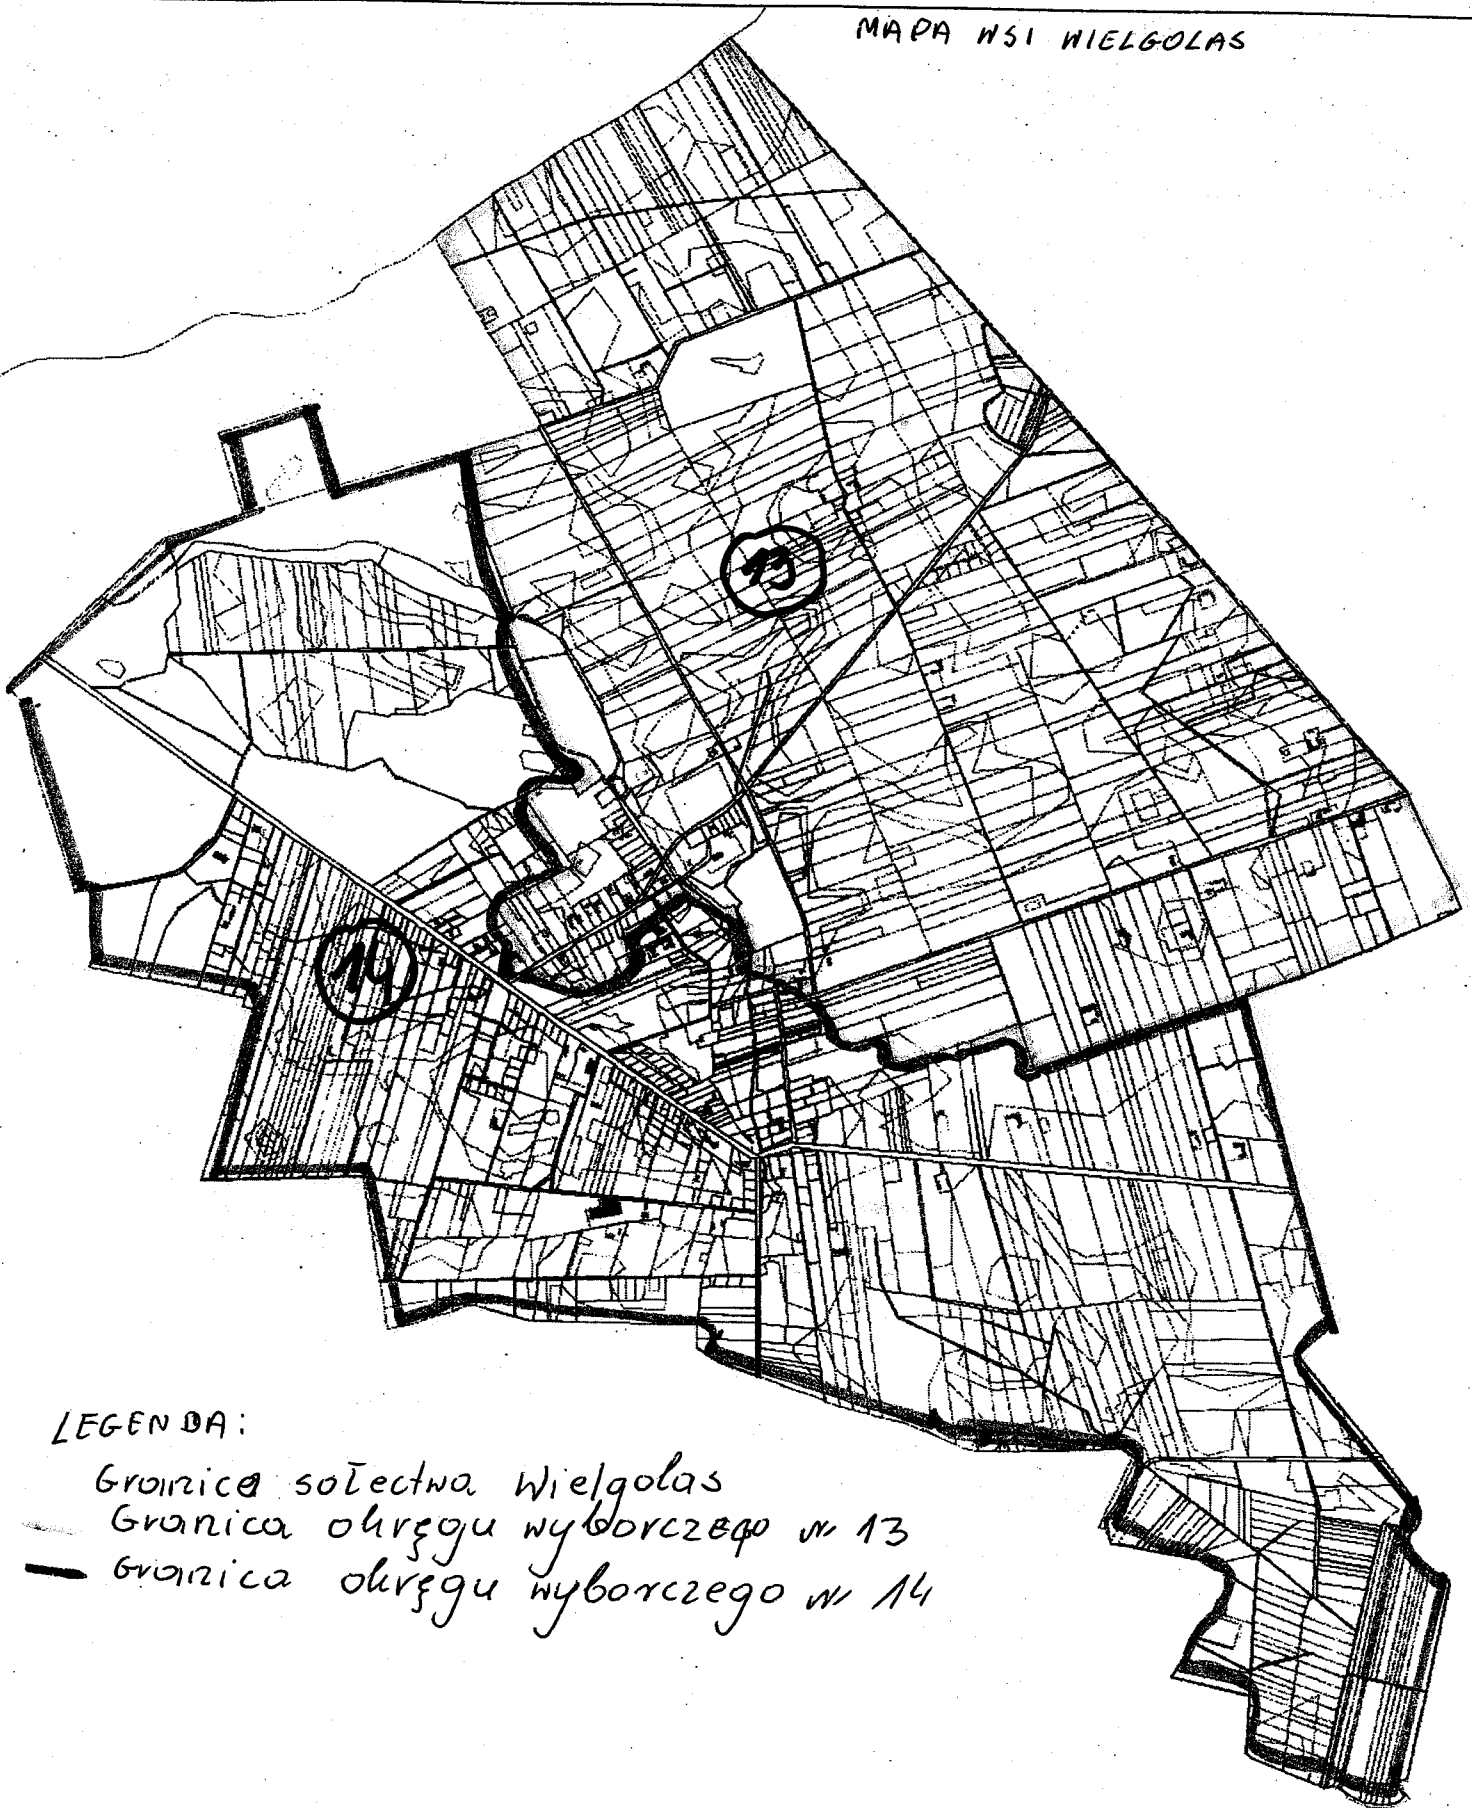 MAPA WSI WIELGOLAS
13
14
LEGENDA:
Granica sołectwa Wielgolas
Granica okręgu wyborczego nr 13
Granica okręgu wyborczego nr 14